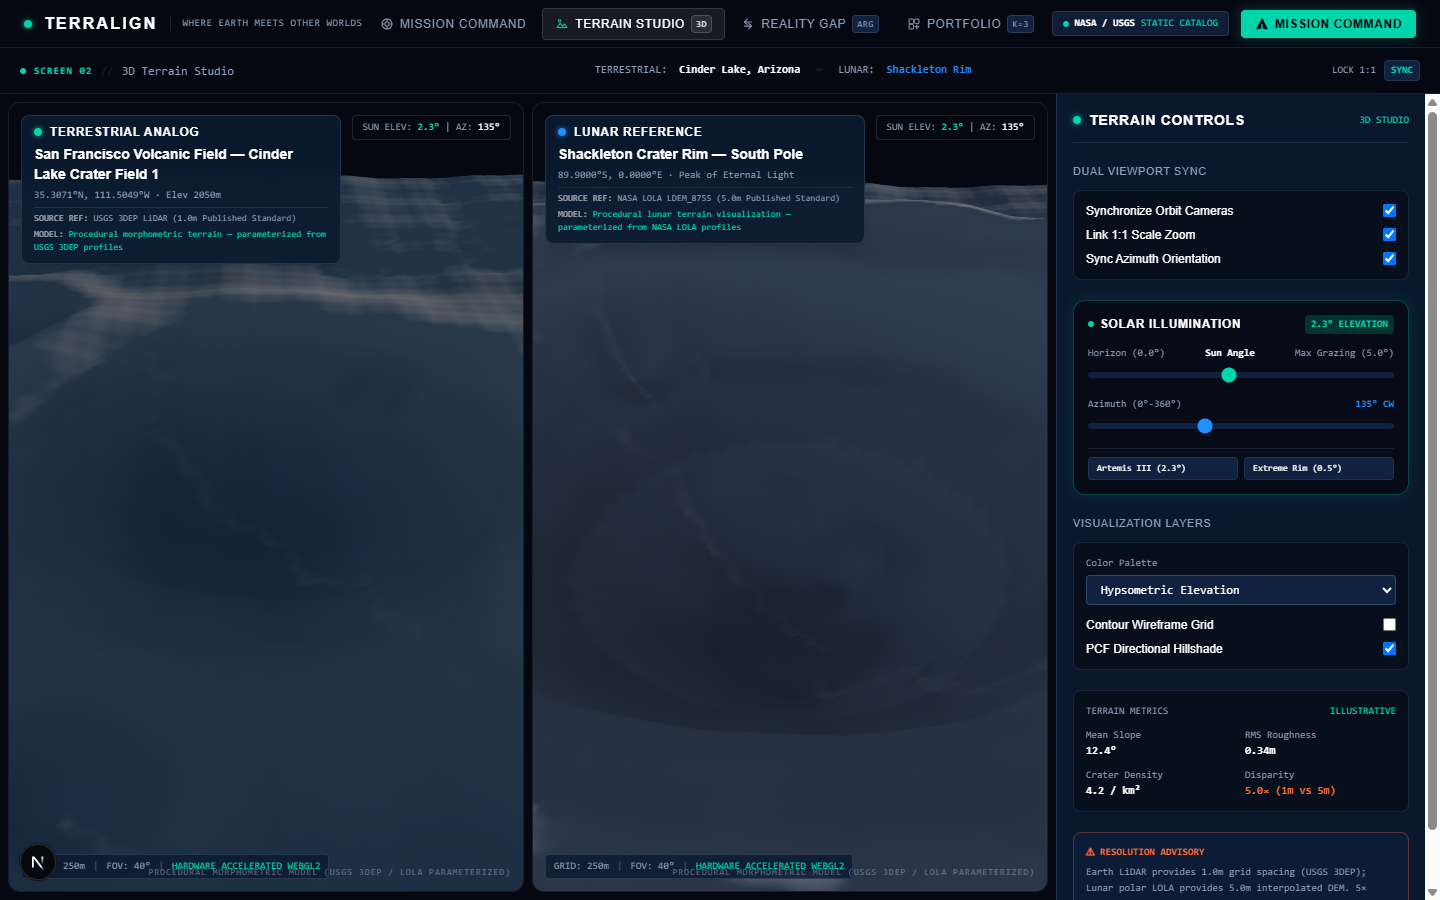 TERRALIGN
WHERE EARTH MEETS OTHER WORLDS
MISSION COMMAND
TERRAIN STUDIO 3D
REALITY GAP ARG
PORTFOLIO K=3
NASA / USGS STATIC CATALOG
MISSION COMMAND
SCREEN 02 // 3D Terrain Studio
TERRESTRIAL: Cinder Lake, Arizona
LUNAR: Shackleton Rim
LOCK 1:1 SYNC
TERRESTRIAL ANALOG
San Francisco Volcanic Field — Cinder
Lake Crater Field 1
35.3071°N, 111.5049°W · Elev 2050m
SOURCE REF: USGS 3DEP LiDAR (1.0m Published Standard)
MODEL: Procedural morphometric terrain — parameterized from
USGS 3DEP profiles
SUN ELEV: 2.3° | AZ: 135°
250m | FOV: 40° | HARDWARE ACCELERATED WEBGL2
PROCEDURAL MORPHOMETRIC MODEL (USGS 3DEP / LOLA PARAMETERIZED)
N
LUNAR REFERENCE
Shackleton Crater Rim — South Pole
89.9000°S, 0.0000°E · Peak of Eternal Light
SOURCE REF: NASA LOLA LDEM_875S (5.0m Published Standard)
MODEL: Procedural lunar terrain visualization —
parameterized from NASA LOLA profiles
SUN ELEV: 2.3° | AZ: 135°
GRID: 250m | FOV: 40° | HARDWARE ACCELERATED WEBGL2
PROCEDURAL MORPHOMETRIC MODEL (USGS 3DEP / LOLA PARAMETERIZED)
TERRAIN CONTROLS
3D STUDIO
DUAL VIEWPORT SYNC
Synchronize Orbit Cameras
Link 1:1 Scale Zoom
Sync Azimuth Orientation
SOLAR ILLUMINATION
2.3° ELEVATION
Horizon (0.0°) Sun Angle Max Grazing (5.0°)
Azimuth (0°-360°) 135° CW
Artemis III (2.3°)
Extreme Rim (0.5°)
VISUALIZATION LAYERS
Color Palette
Hypsometric Elevation
Contour Wireframe Grid
PCF Directional Hillshade
TERRAIN METRICS ILLUSTRATIVE
Mean Slope RMS Roughness
12.4° 0.34m
Crater Density Disparity
4.2 / km² 5.0× (1m vs 5m)
⚠ RESOLUTION ADVISORY
Earth LiDAR provides 1.0m grid spacing (USGS 3DEP);
Lunar polar LOLA provides 5.0m interpolated DEM. 5×